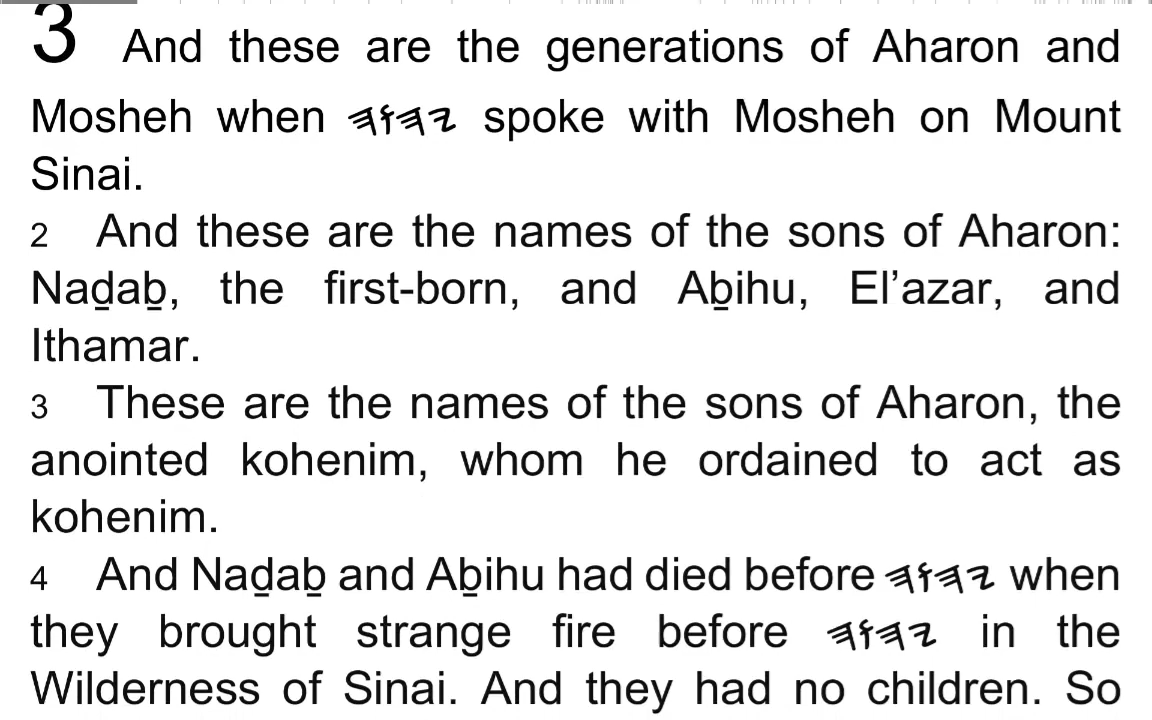 3 And these are the generations of Aharon and
Mosheh when 𐤉𐤄𐤅𐤄 spoke with Mosheh on Mount
Sinai.
2 And these are the names of the sons of Aharon:
Naḏaḇ, the first-born, and Aḇihu, El’azar, and
Ithamar.
3 These are the names of the sons of Aharon, the
anointed kohenim, whom he ordained to act as
kohenim.
4 And Naḏaḇ and Aḇihu had died before 𐤉𐤄𐤅𐤄 when
they brought strange fire before 𐤉𐤄𐤅𐤄 in the
Wilderness of Sinai. And they had no children. So